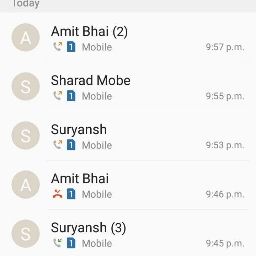 Today
A
Amit Bhai (2)
1 Mobile
9:57 p.m.
S
Sharad Mobe
1 Mobile
9:55 p.m.
S
Suryansh
1 Mobile
9:53 p.m.
A
Amit Bhai
1 Mobile
9:46 p.m.
S
Suryansh (3)
1 Mobile
9:45 p.m.